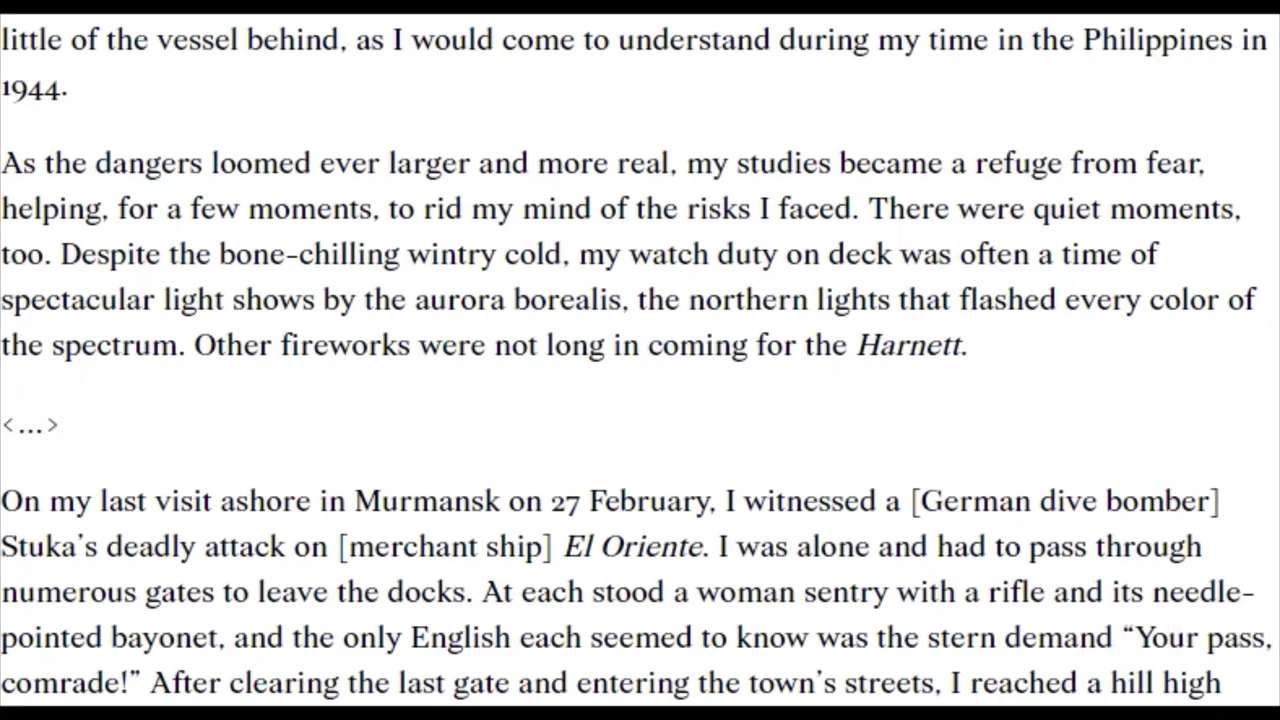 little of the vessel behind, as I would come to understand during my time in the Philippines in
1944.
As the dangers loomed ever larger and more real, my studies became a refuge from fear,
helping, for a few moments, to rid my mind of the risks I faced. There were quiet moments,
too. Despite the bone-chilling wintry cold, my watch duty on deck was often a time of
spectacular light shows by the aurora borealis, the northern lights that flashed every color of
the spectrum. Other fireworks were not long in coming for the Harnett.
<...>
On my last visit ashore in Murmansk on 27 February, I witnessed a [German dive bomber]
Stuka’s deadly attack on [merchant ship] El Oriente. I was alone and had to pass through
numerous gates to leave the docks. At each stood a woman sentry with a rifle and its needle-
pointed bayonet, and the only English each seemed to know was the stern demand “Your pass,
comrade!” After clearing the last gate and entering the town’s streets, I reached a hill high